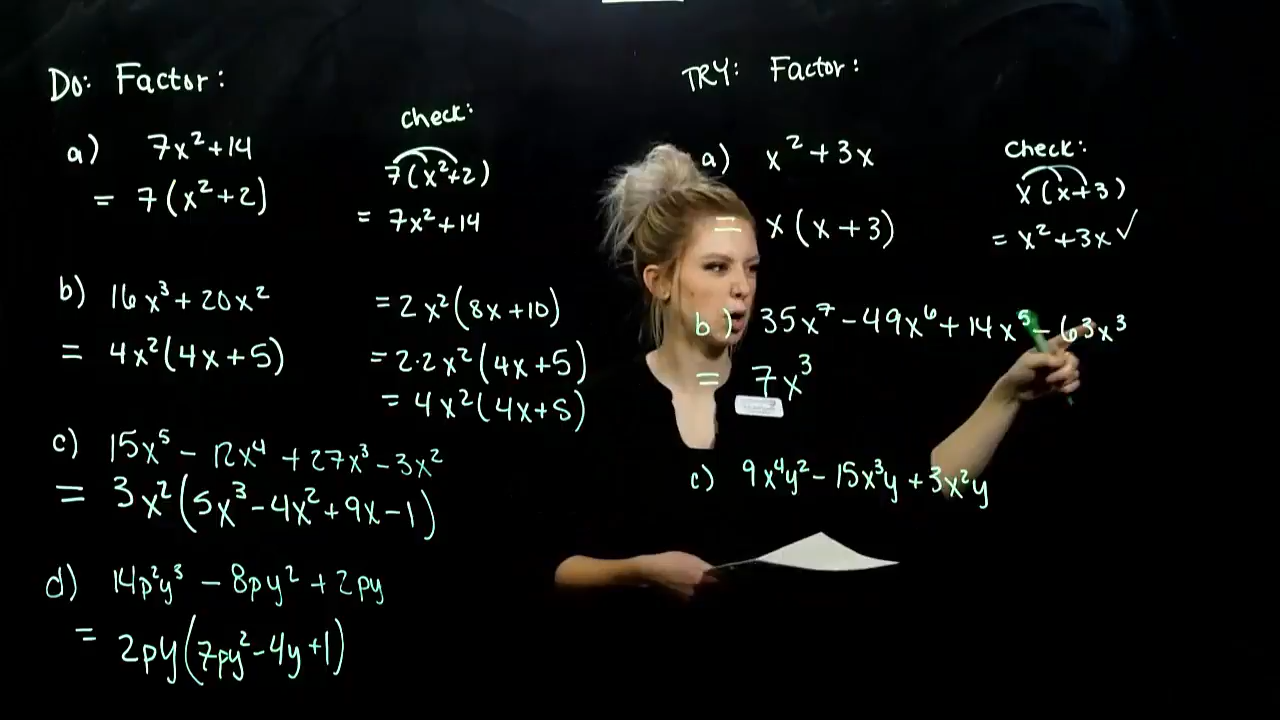 Do: Factor:
a) 7x²+14
= 7(x²+2)
check:
7(x²+2)
= 7x²+14
b) 16x³+20x²
= 4x²(4x+5)
=2x²(8x+10)
=2·2x²(4x+5)
=4x²(4x+5)
c) 15x⁵ - 12x⁴ +27x³-3x²
= 3x²(5x³-4x²+9x-1)
d) 14p²y³ - 8py² +2py
= 2py(7py²-4y+1)
TRY: Factor:
a) x²+3x
= x(x+3)
check:
x(x+3)
= x²+3x ✓
b) 35x⁷-49x⁶+14x⁵-63x³
= 7x³
c) 9x⁴y²-15x³y+3x²y